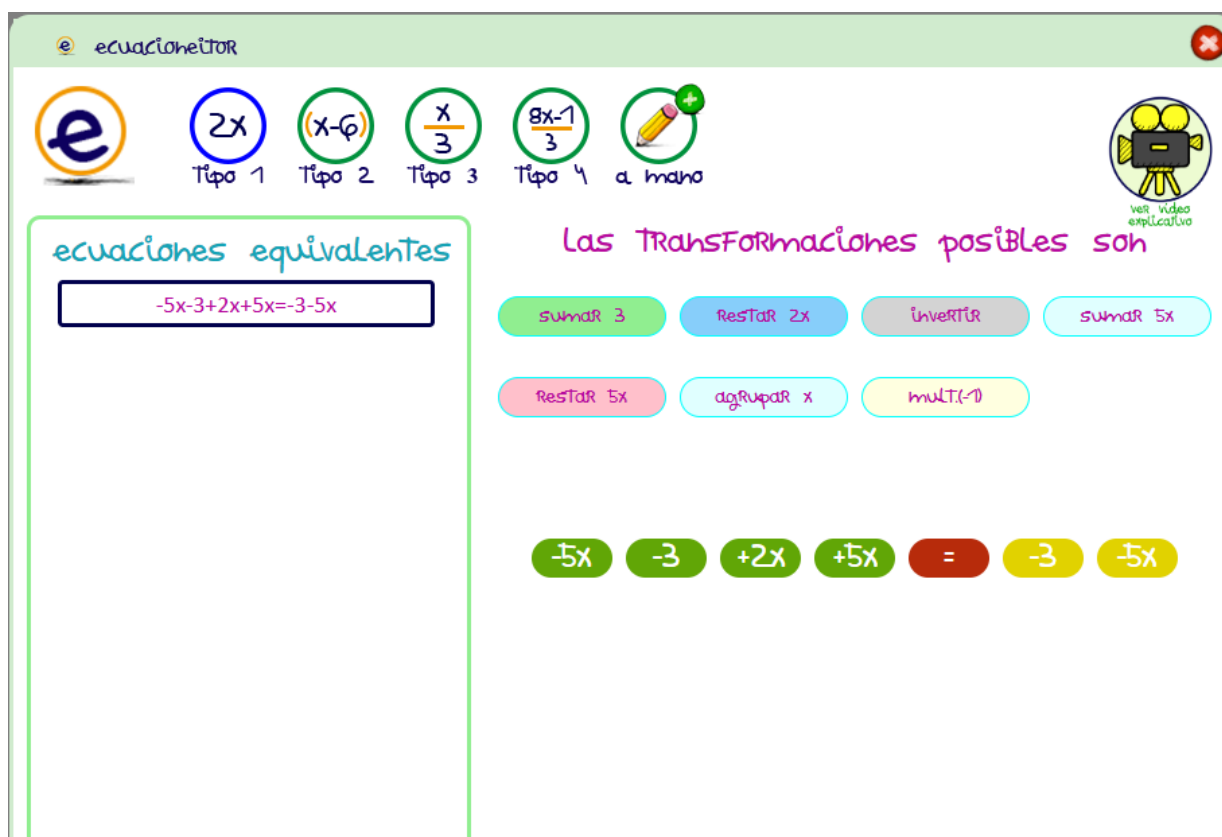 e ecuacioneitor
e
2x
(x-6)
x
3
8x-1
3
Tipo 1
Tipo 2
Tipo 3
Tipo 4
a mano
ver video
explicativo
ecuaciones equivalentes
-5x-3+2x+5x=-3-5x
Las transformaciones posibles son
sumar 3
Restar 2x
invertir
sumar 5x
Restar 5x
agrupar x
mult.(-1)
-5x -3 +2x +5x = -3 -5x